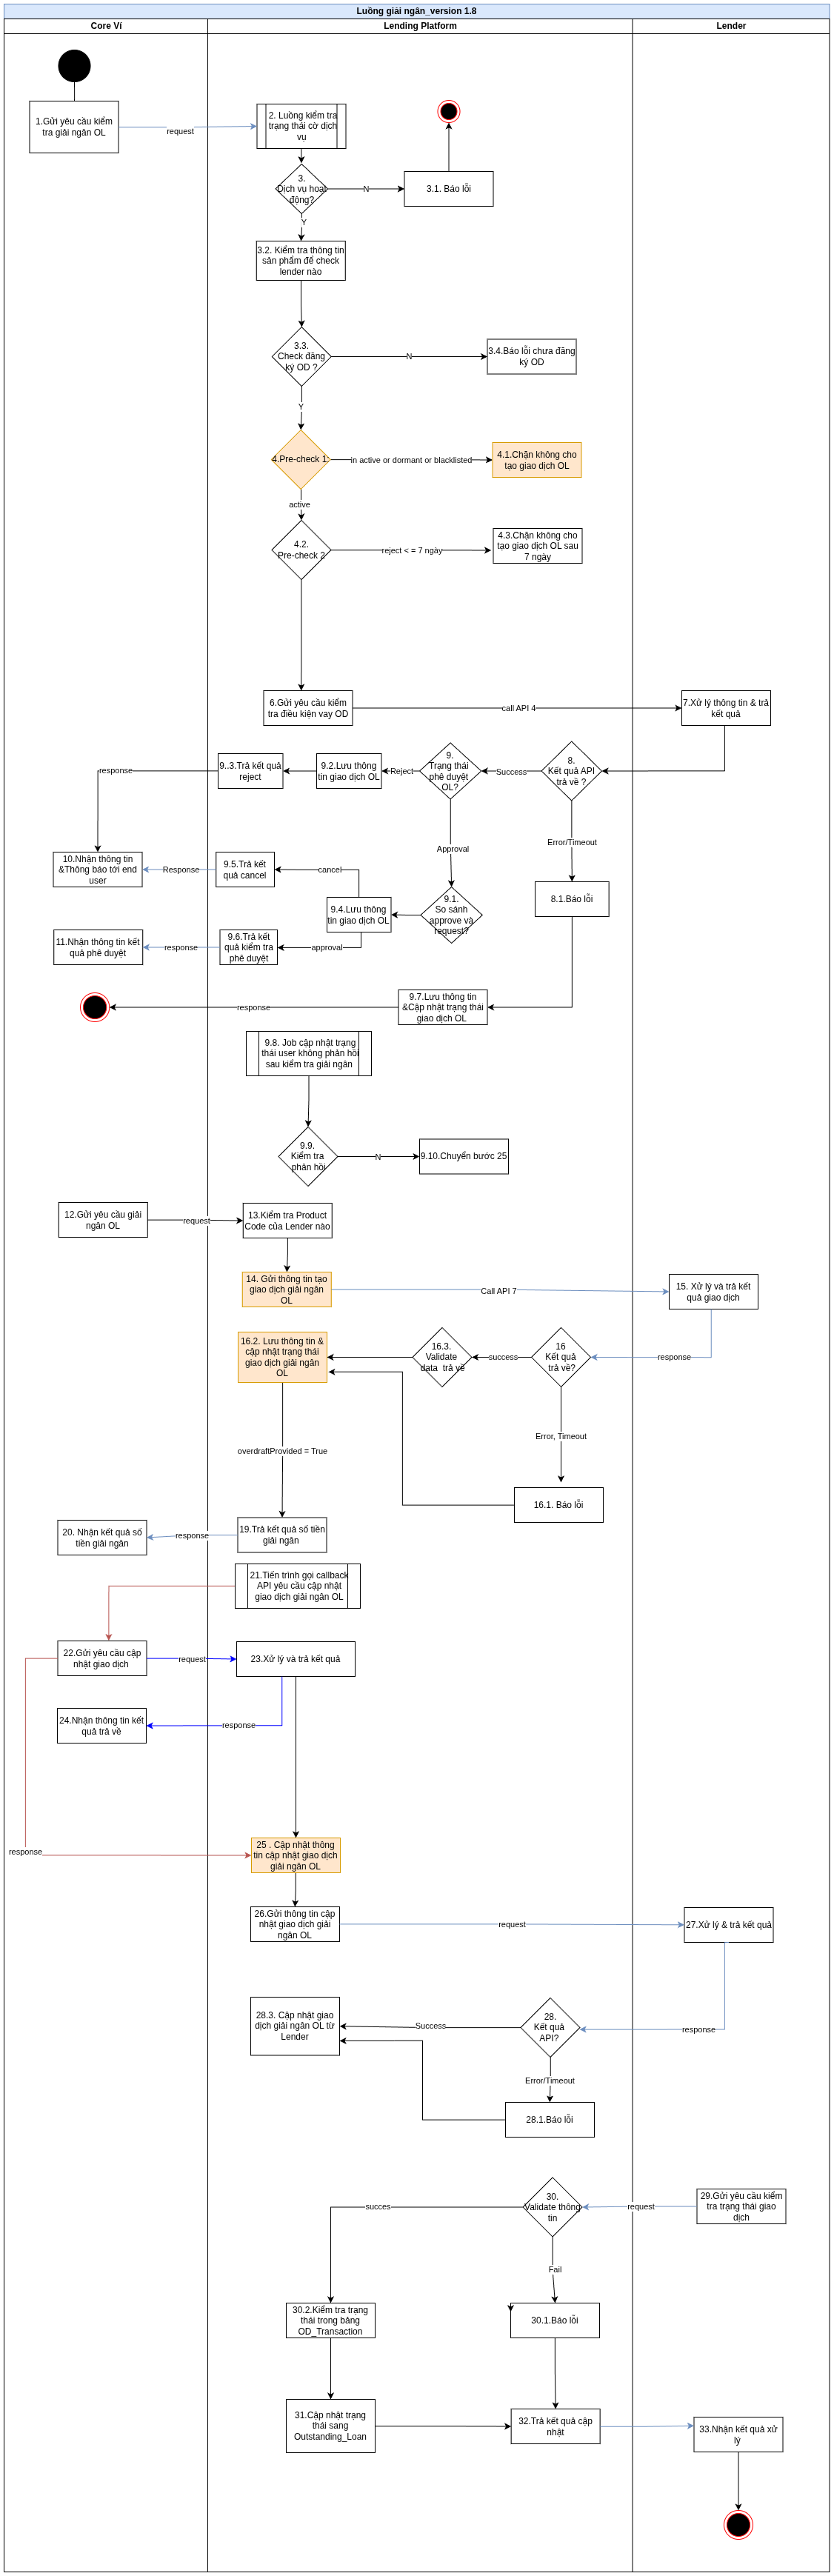 Luồng giải ngân_version 1.8
Core Ví
Lending Platform
Lender
1.Gửi yêu cầu kiểm
tra giải ngân OL
request
2. Luồng kiểm tra
trạng thái cờ dịch
vụ
3.
Dịch vụ hoạt
động?
N
3.1. Báo lỗi
Y
3.2. Kiểm tra thông tin
sản phẩm để check
lender nào
3.3.
Check đăng
ký OD ?
N
3.4.Báo lỗi chưa đăng
ký OD
Y
4.Pre-check 1:
in active or dormant or blacklisted
4.1.Chặn không cho
tạo giao dịch OL
active
4.2.
Pre-check 2
reject < = 7 ngày
4.3.Chặn không cho
tạo giao dịch OL sau
7 ngày
6.Gửi yêu cầu kiểm
tra điều kiện vay OD
call API 4
7.Xử lý thông tin & trả
kết quả
8.
Kết quả API
trả về ?
Success
9.
Trạng thái
phê duyệt
OL?
Reject
9.2.Lưu thông
tin giao dịch OL
9..3.Trả kết quả
reject
response
Error/Timeout
Approval
10.Nhận thông tin
&Thông báo tới end
user
Response
9.5.Trả kết
quả cancel
cancel
8.1.Báo lỗi
9.4.Lưu thông
tin giao dịch OL
9.1.
So sánh
approve và
request?
11.Nhận thông tin kết
quả phê duyệt
response
9.6.Trả kết
quả kiểm tra
phê duyệt
approval
9.7.Lưu thông tin
&Cập nhật trạng thái
giao dịch OL
response
9.8. Job cập nhật trạng
thái user không phản hồi
sau kiểm tra giải ngân
9.9.
Kiểm tra
phản hồi
N
9.10.Chuyển bước 25
12.Gửi yêu cầu giải
ngân OL
request
13.Kiểm tra Product
Code của Lender nào
14. Gửi thông tin tạo
giao dịch giải ngân
OL
Call API 7
15. Xử lý và trả kết
quả giao dịch
16.2. Lưu thông tin &
cập nhật trạng thái
giao dịch giải ngân
OL
16.3.
Validate
data  trả về
success
16
Kết quả
trả về?
response
Error, Timeout
overdraftProvided = True
16.1. Báo lỗi
20. Nhận kết quả số
tiền giải ngân
response
19.Trả kết quả số tiền
giải ngân
21.Tiến trình gọi callback
API yêu cầu cập nhật
giao dịch giải ngân OL
22.Gửi yêu cầu cập
nhật giao dịch
request
23.Xử lý và trả kết quả
24.Nhận thông tin kết
quả trả về
response
response
25 . Cập nhật thông
tin cập nhật giao dịch
giải ngân OL
26.Gửi thông tin cập
nhật giao dịch giải
ngân OL
request
27.Xử lý & trả kết quả
28.3. Cập nhật giao
dịch giải ngân OL từ
Lender
Success
28.
Kết quả
API?
response
Error/Timeout
28.1.Báo lỗi
30.
Validate thông
tin
request
29.Gửi yêu cầu kiểm
tra trạng thái giao
dịch
succes
Fail
30.2.Kiểm tra trạng
thái trong bảng
OD_Transaction
30.1.Báo lỗi
31.Cập nhật trạng
thái sang
Outstanding_Loan
32.Trả kết quả cập
nhật
33.Nhận kết quả xử
lý